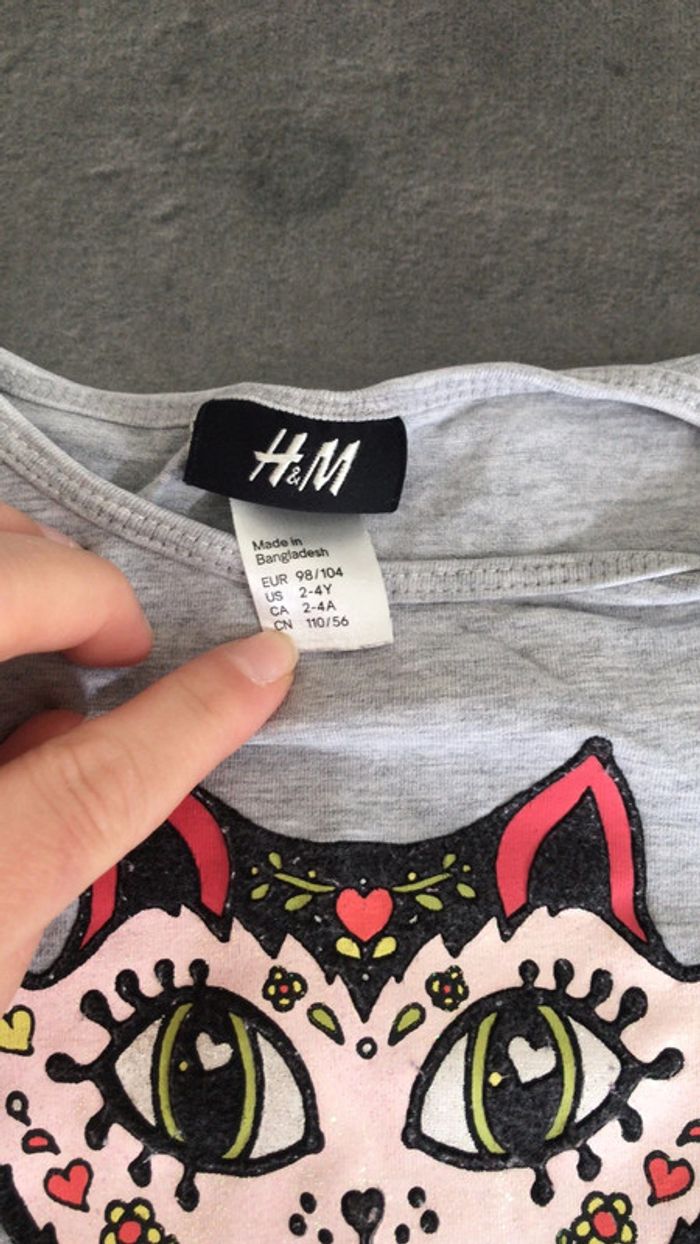 H&M
Made in
Bangladesh
EUR 98/104
US 2-4Y
CA 2-4A
CN 110/56